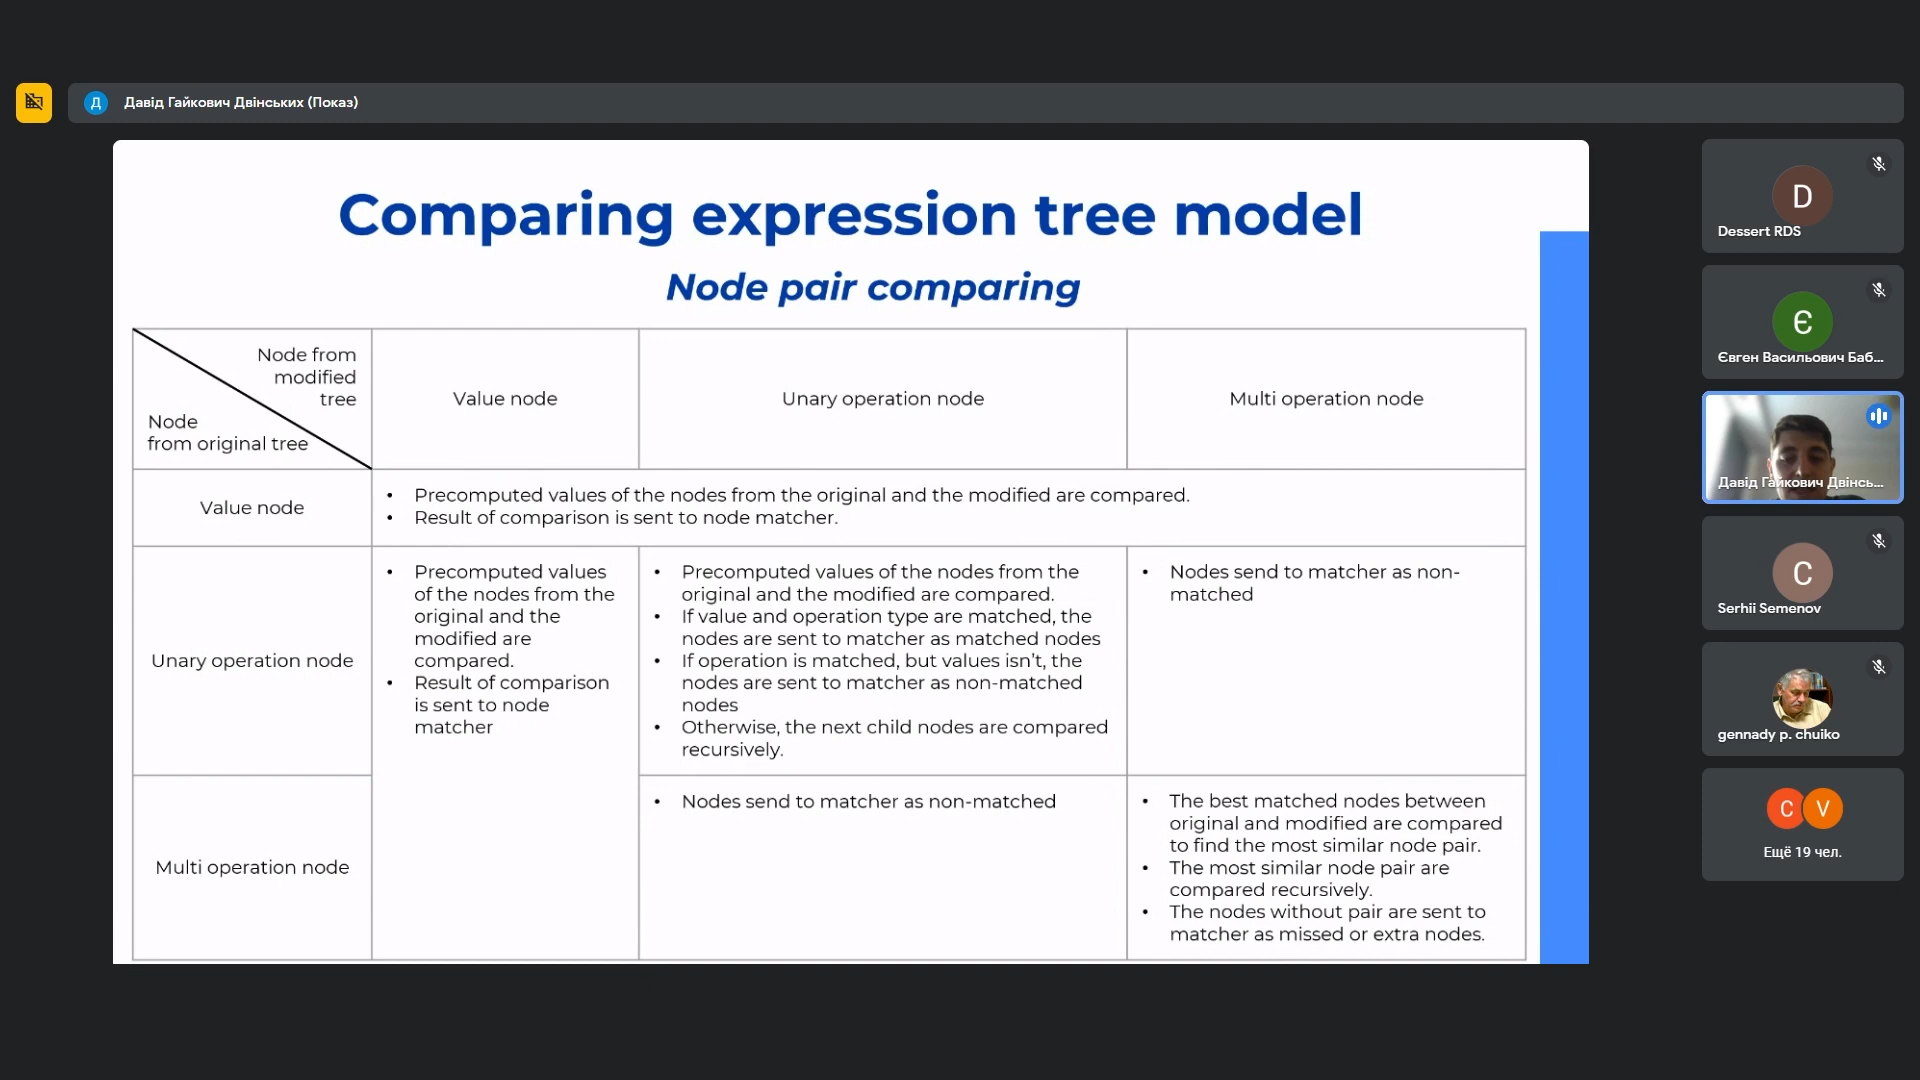 Д Давід Гайкович Двінських (Показ)
Comparing expression tree model
Node pair comparing
Node from
modified
tree
Node
from original tree
Value node
Unary operation node
Multi operation node
Value node
• Precomputed values of the nodes from the original and the modified are compared.
• Result of comparison is sent to node matcher.
Unary operation node
• Precomputed values
of the nodes from the
original and the
modified are
compared.
• Result of comparison
is sent to node
matcher
• Precomputed values of the nodes from the
original and the modified are compared.
• If value and operation type are matched, the
nodes are sent to matcher as matched nodes
• If operation is matched, but values isn't, the
nodes are sent to matcher as non-matched
nodes
• Otherwise, the next child nodes are compared
recursively.
• Nodes send to matcher as non-
matched
Multi operation node
• Nodes send to matcher as non-matched
• The best matched nodes between
original and modified are compared
to find the most similar node pair.
• The most similar node pair are
compared recursively.
• The nodes without pair are sent to
matcher as missed or extra nodes.
D
Dessert RDS
Є
Євген Васильович Баб...
Давід Гайкович Двінсь...
C
Serhii Semenov
gennady p. chuiko
C V
Ещё 19 чел.